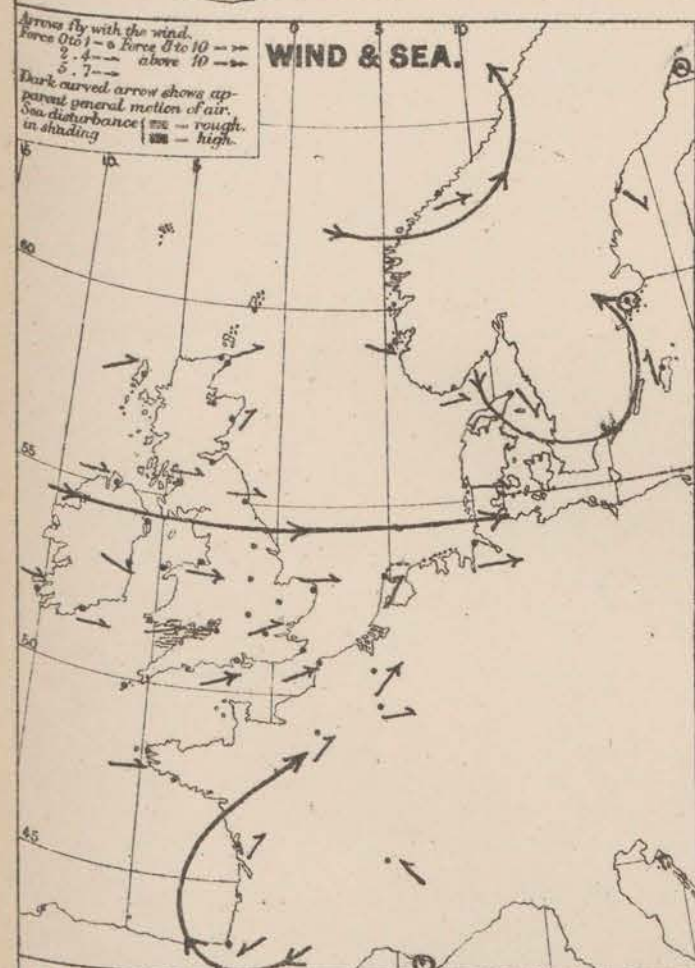 Arrows fly with the wind.
Force 0 to 1 — Force 8 to 10 —
2 . 4 — above 10 —
5 . 7 —
Dark curved arrow shows ap-
parent general motion of air.
Sea disturbance { — rough.
in shading { — high.
WIND & SEA.
0 5 10
15 10 5
60
55
50
45